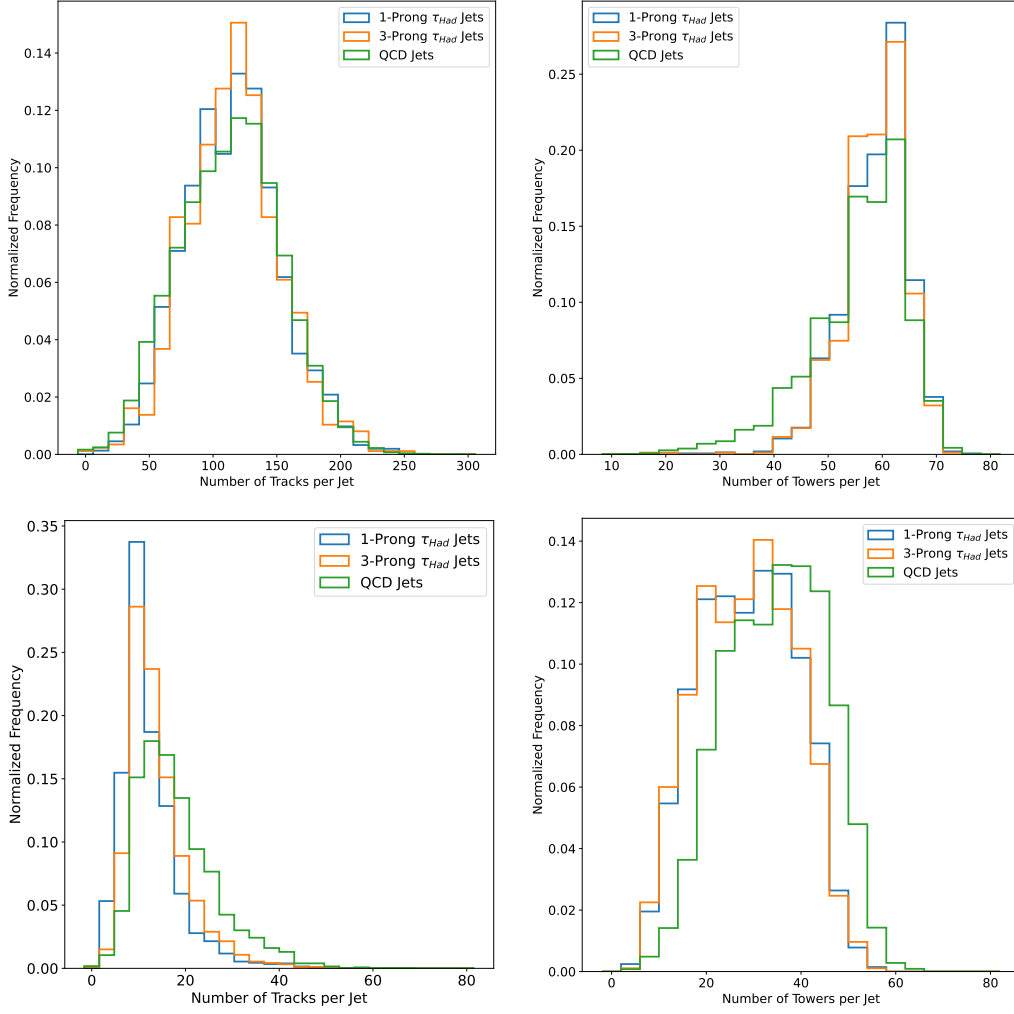 1-Prong τHad Jets
3-Prong τHad Jets
QCD Jets
Normalized Frequency
0.14
0.12
0.10
0.08
0.06
0.04
0.02
0.00
0
50
100
150
200
250
300
Number of Tracks per Jet
1-Prong τHad Jets
3-Prong τHad Jets
QCD Jets
Normalized Frequency
0.25
0.20
0.15
0.10
0.05
0.00
10
20
30
40
50
60
70
80
Number of Towers per Jet
1-Prong τHad Jets
3-Prong τHad Jets
QCD Jets
Normalized Frequency
0.35
0.30
0.25
0.20
0.15
0.10
0.05
0.00
0
20
40
60
80
Number of Tracks per Jet
1-Prong τHad Jets
3-Prong τHad Jets
QCD Jets
Normalized Frequency
0.14
0.12
0.10
0.08
0.06
0.04
0.02
0.00
0
20
40
60
80
Number of Towers per Jet